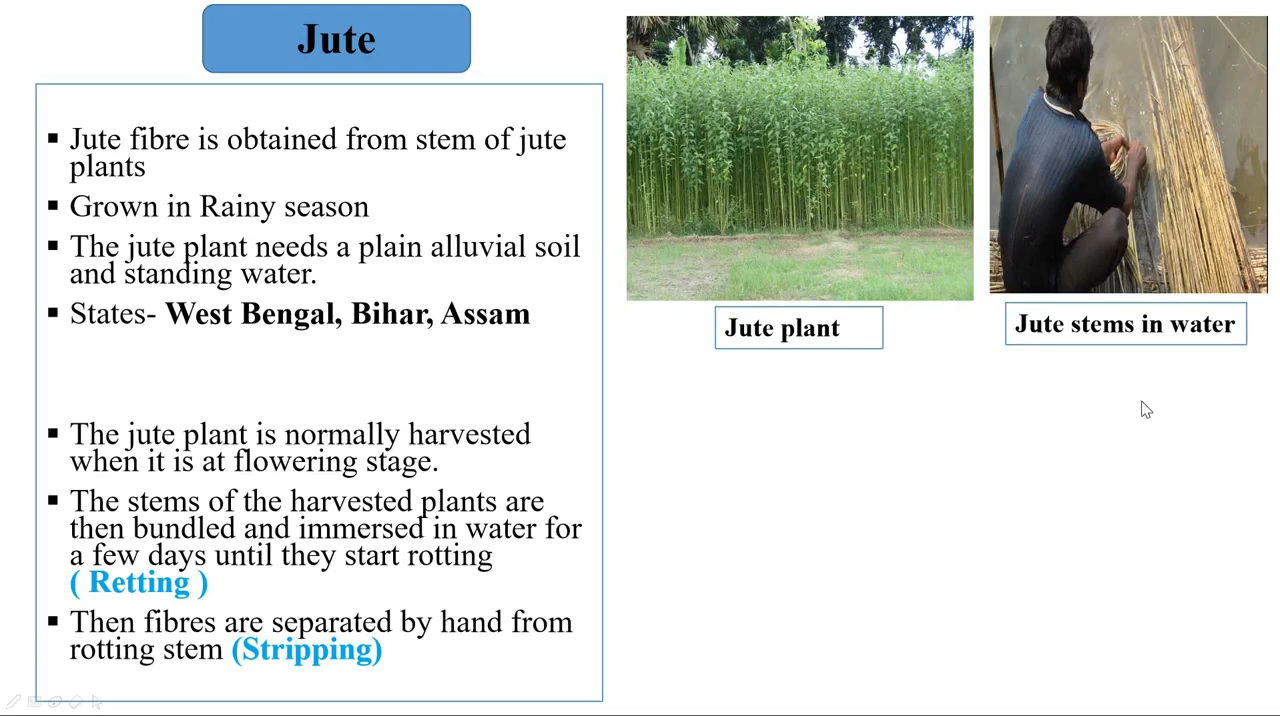 Jute
▪ Jute fibre is obtained from stem of jute
plants
▪ Grown in Rainy season
▪ The jute plant needs a plain alluvial soil
and standing water.
▪ States- West Bengal, Bihar, Assam
▪ The jute plant is normally harvested
when it is at flowering stage.
▪ The stems of the harvested plants are
then bundled and immersed in water for
a few days until they start rotting
( Retting )
▪ Then fibres are separated by hand from
rotting stem (Stripping)
Jute plant
Jute stems in water